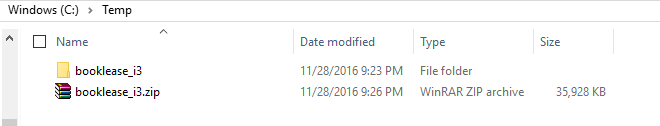 Windows (C:) > Temp
Name Date modified Type Size
booklease_i3 11/28/2016 9:23 PM File folder
booklease_i3.zip 11/28/2016 9:26 PM WinRAR ZIP archive 35,928 KB